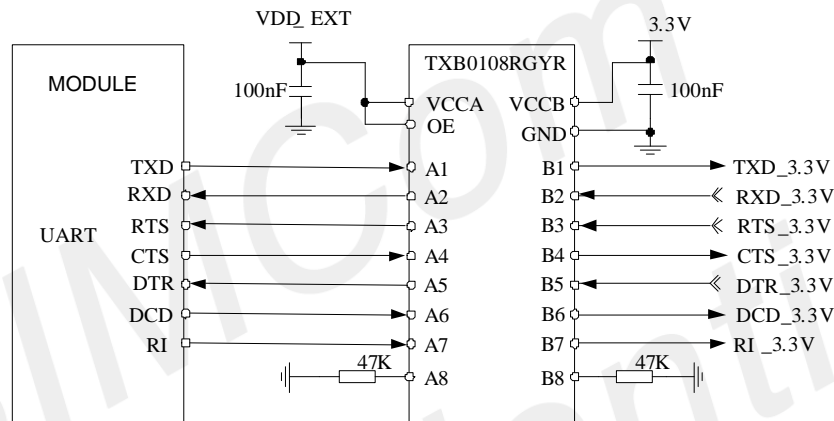 VDD_EXT
3.3V
MODULE
TXB0108RGYR
100nF
100nF
VCCA
VCCB
OE
GND
TXD
A1
B1
TXD_3.3V
RXD
A2
B2
RXD_3.3V
UART
RTS
A3
B3
RTS_3.3V
CTS
A4
B4
CTS_3.3V
DTR
A5
B5
DTR_3.3V
DCD
A6
B6
DCD_3.3V
RI
A7
B7
RI_3.3V
47K
A8
B8
47K